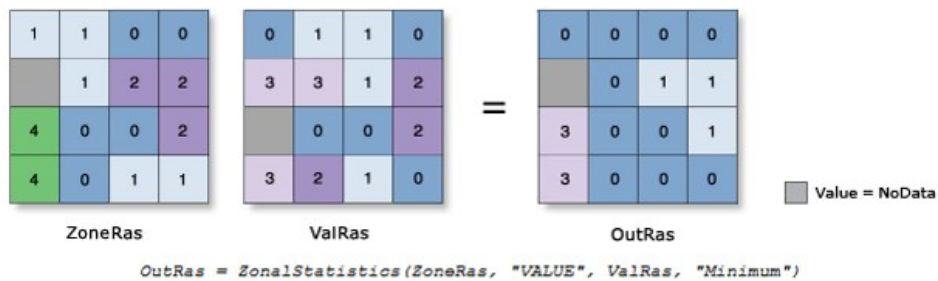 1 1 0 0 0 1 1 0 0 0 0 0
1 2 2 3 3 1 2 = 0 1 1
4 0 0 2 0 0 2 3 0 0 1
4 0 1 1 3 2 1 0 3 0 0 0
Value = NoData
ZoneRas ValRas OutRas
OutRas = ZonalStatistics(ZoneRas, "VALUE", ValRas, "Minimum")